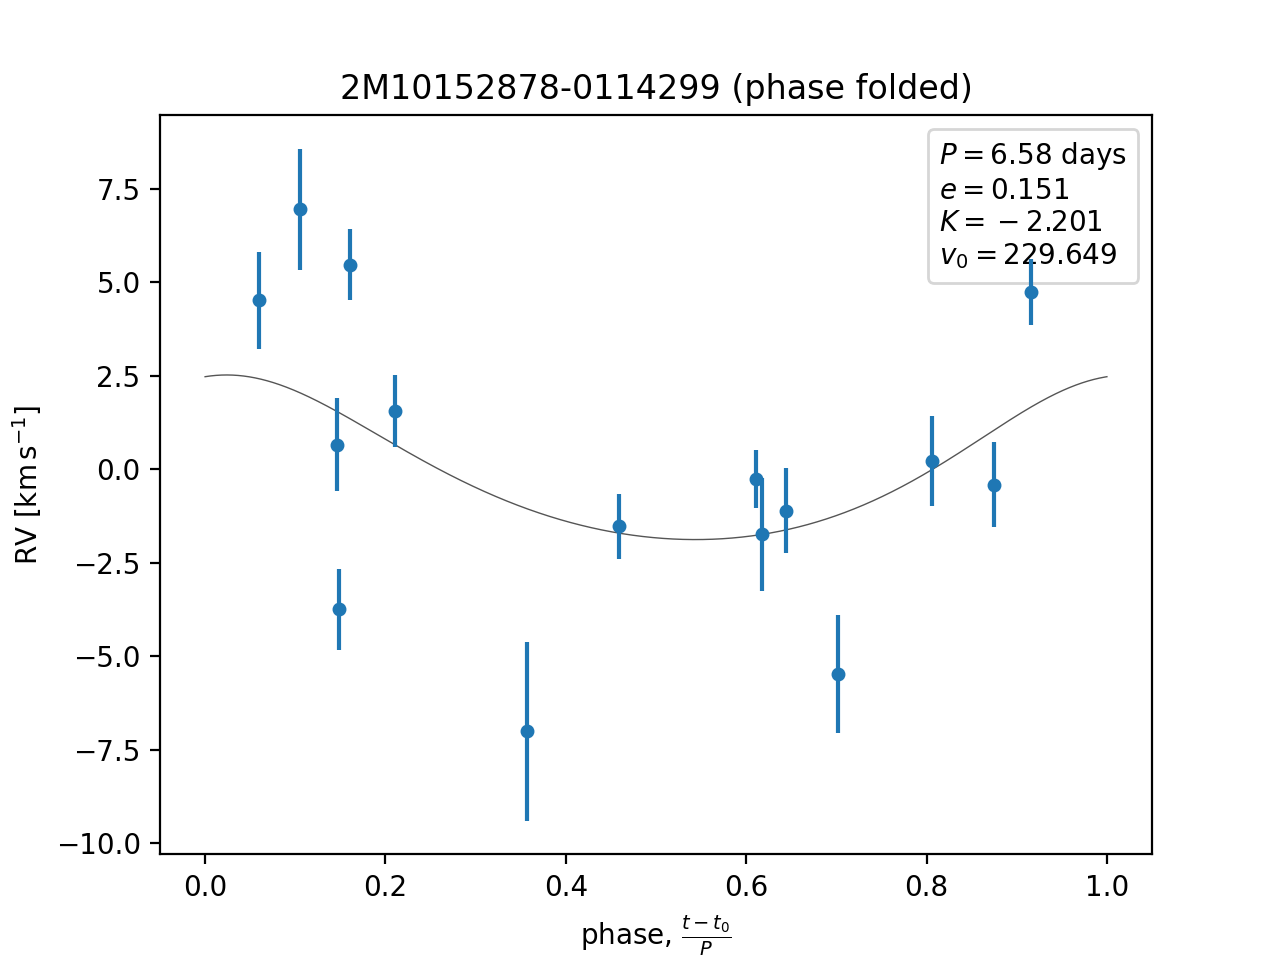 2M10152878-0114299 (phase folded)
P = 6.58 days
e = 0.151
K = −2.201
v₀ = 229.649
7.5
5.0
2.5
0.0
−2.5
−5.0
−7.5
−10.0
RV [km s⁻¹]
0.0 0.2 0.4 0.6 0.8 1.0
phase, (t − t₀)/P